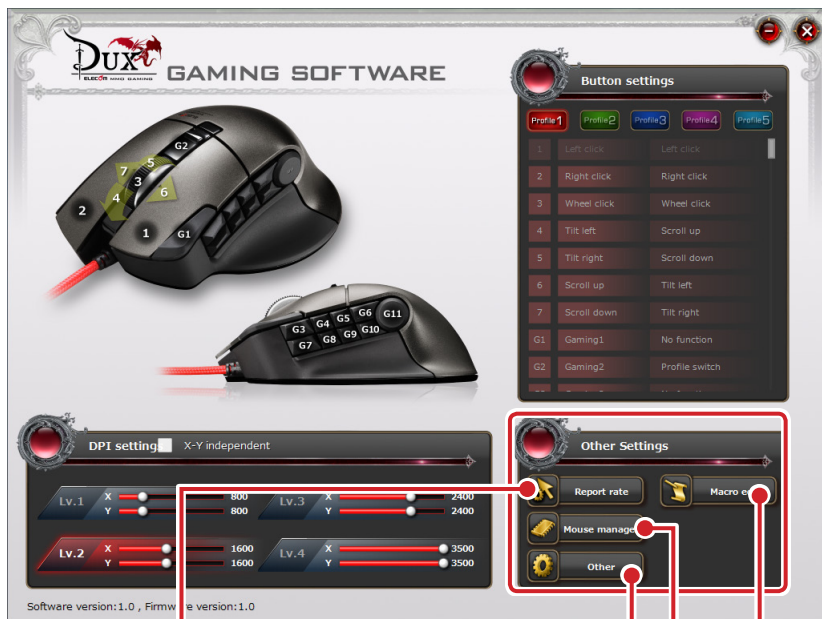 DUX
ELECOM MMO GAMING
GAMING SOFTWARE
G2
5
7
3
6
4
2
1
G1
G3 G4 G5 G6 G11
G7 G8 G9 G10
Button settings
Profile1 Profile2 Profile3 Profile4 Profile5
1 Left click Left click
2 Right click Right click
3 Wheel click Wheel click
4 Tilt left Scroll up
5 Tilt right Scroll down
6 Scroll up Tilt left
7 Scroll down Tilt right
G1 Gaming1 No function
G2 Gaming2 Profile switch
DPI setting X-Y independent
Lv.1 X 800
Y 800
Lv.3 X 2400
Y 2400
Lv.2 X 1600
Y 1600
Lv.4 X 3500
Y 3500
Other Settings
Report rate
Macro e
Mouse manage
Other
Software version:1.0 , Firmware version:1.0